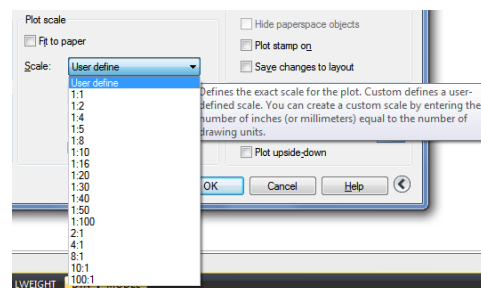 Plot scale
Fit to paper
Scale:
User define
User define
1:1
1:2
1:4
1:5
1:8
1:10
1:16
1:20
1:30
1:40
1:50
1:100
2:1
4:1
8:1
10:1
100:1
Hide paperspace objects
Plot stamp on
Save changes to layout
Defines the exact scale for the plot. Custom defines a user-
defined scale. You can create a custom scale by entering the
number of inches (or millimeters) equal to the number of
drawing units.
Plot upside-down
OK
Cancel
Help
LWEIGHT